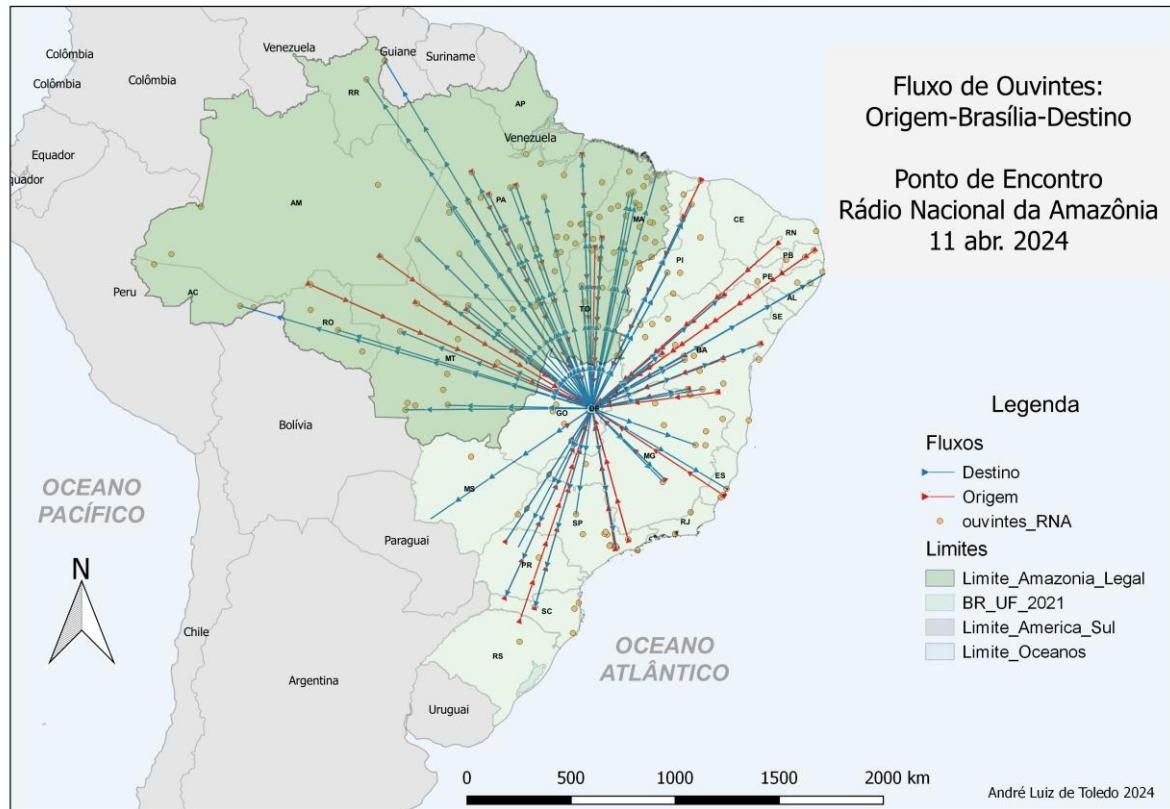 Colômbia
Colômbia
Colômbia
Venezuela
Guiane
Suriname
Equador
quador
Peru
Bolívia
Paraguai
Chile
Argentina
Uruguai
Venezuela
RR
AP
AM
PA
MA
CE
RN
PB
PE
AL
SE
PI
AC
RO
TO
MT
BA
DF
GO
MG
ES
MS
SP
RJ
PR
SC
RS
OCEANO
PACÍFICO
OCEANO
ATLÂNTICO
N
Fluxo de Ouvintes:
Origem-Brasília-Destino
Ponto de Encontro
Rádio Nacional da Amazônia
11 abr. 2024
Legenda
Fluxos
Destino
Origem
ouvintes_RNA
Limites
Limite_Amazonia_Legal
BR_UF_2021
Limite_America_Sul
Limite_Oceanos
0 500 1000 1500 2000 km
André Luiz de Toledo 2024